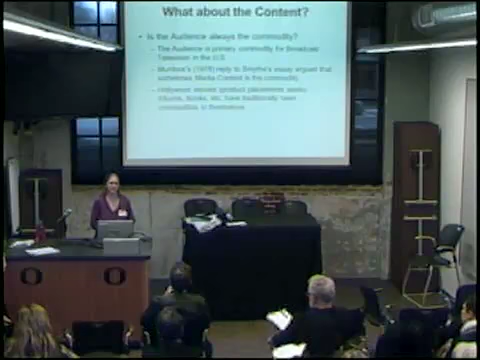 What about the Content?
• Is the Audience always the commodity?
– The Audience is primary commodity for Broadcast
Television in the U.S.
– Murdock's (1978) reply to Smythe's essay argues that
sometimes Media Content is the commodity
– Hollywood movies (product placements aside)
albums, books, etc. have traditionally been
commodities in themselves
O
O